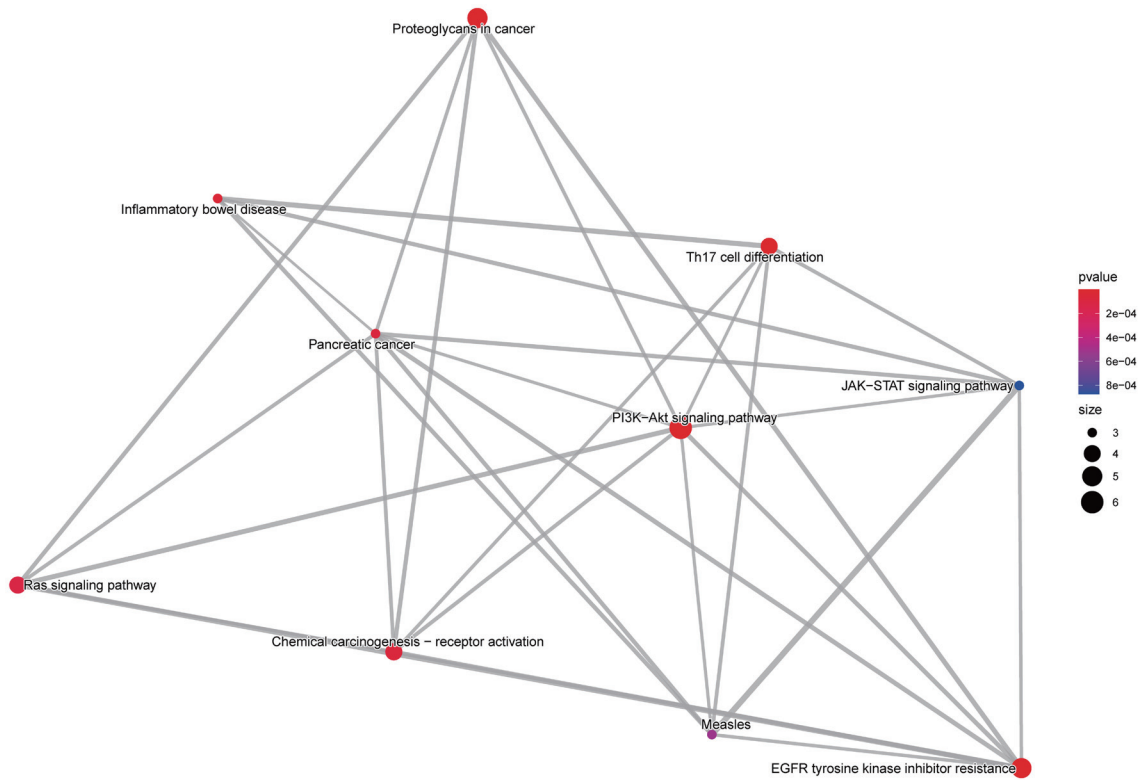 Proteoglycans in cancer
Inflammatory bowel disease
Th17 cell differentiation
Pancreatic cancer
JAK−STAT signaling pathway
PI3K−Akt signaling pathway
Ras signaling pathway
Chemical carcinogenesis − receptor activation
Measles
EGFR tyrosine kinase inhibitor resistance
pvalue
2e−04
4e−04
6e−04
8e−04
size
3
4
5
6